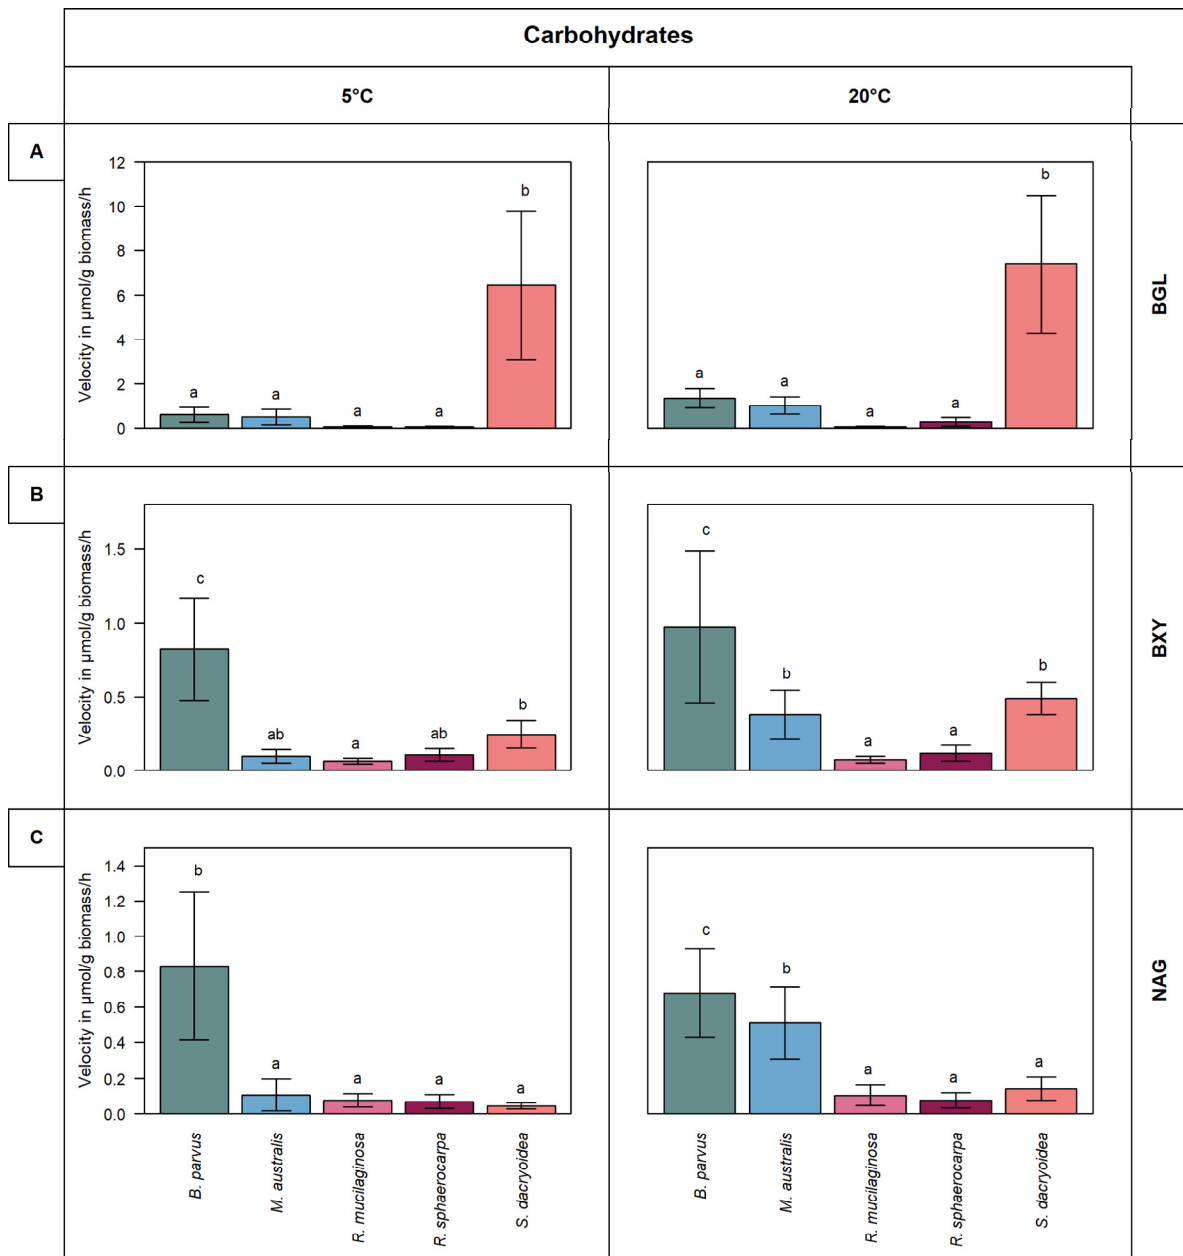 Carbohydrates
5°C
20°C
A
Velocity in µmol/g biomass/h
12
10
8
6
4
2
0
a
a
a
a
b
a
a
a
a
b
BGL
B
Velocity in µmol/g biomass/h
1.5
1.0
0.5
0.0
c
ab
a
ab
b
c
b
a
a
b
BXY
C
Velocity in µmol/g biomass/h
1.4
1.2
1.0
0.8
0.6
0.4
0.2
0.0
b
a
a
a
a
c
b
a
a
a
NAG
B. parvus
M. australis
R. mucilaginosa
R. sphaerocarpa
S. dacryoidea
B. parvus
M. australis
R. mucilaginosa
R. sphaerocarpa
S. dacryoidea